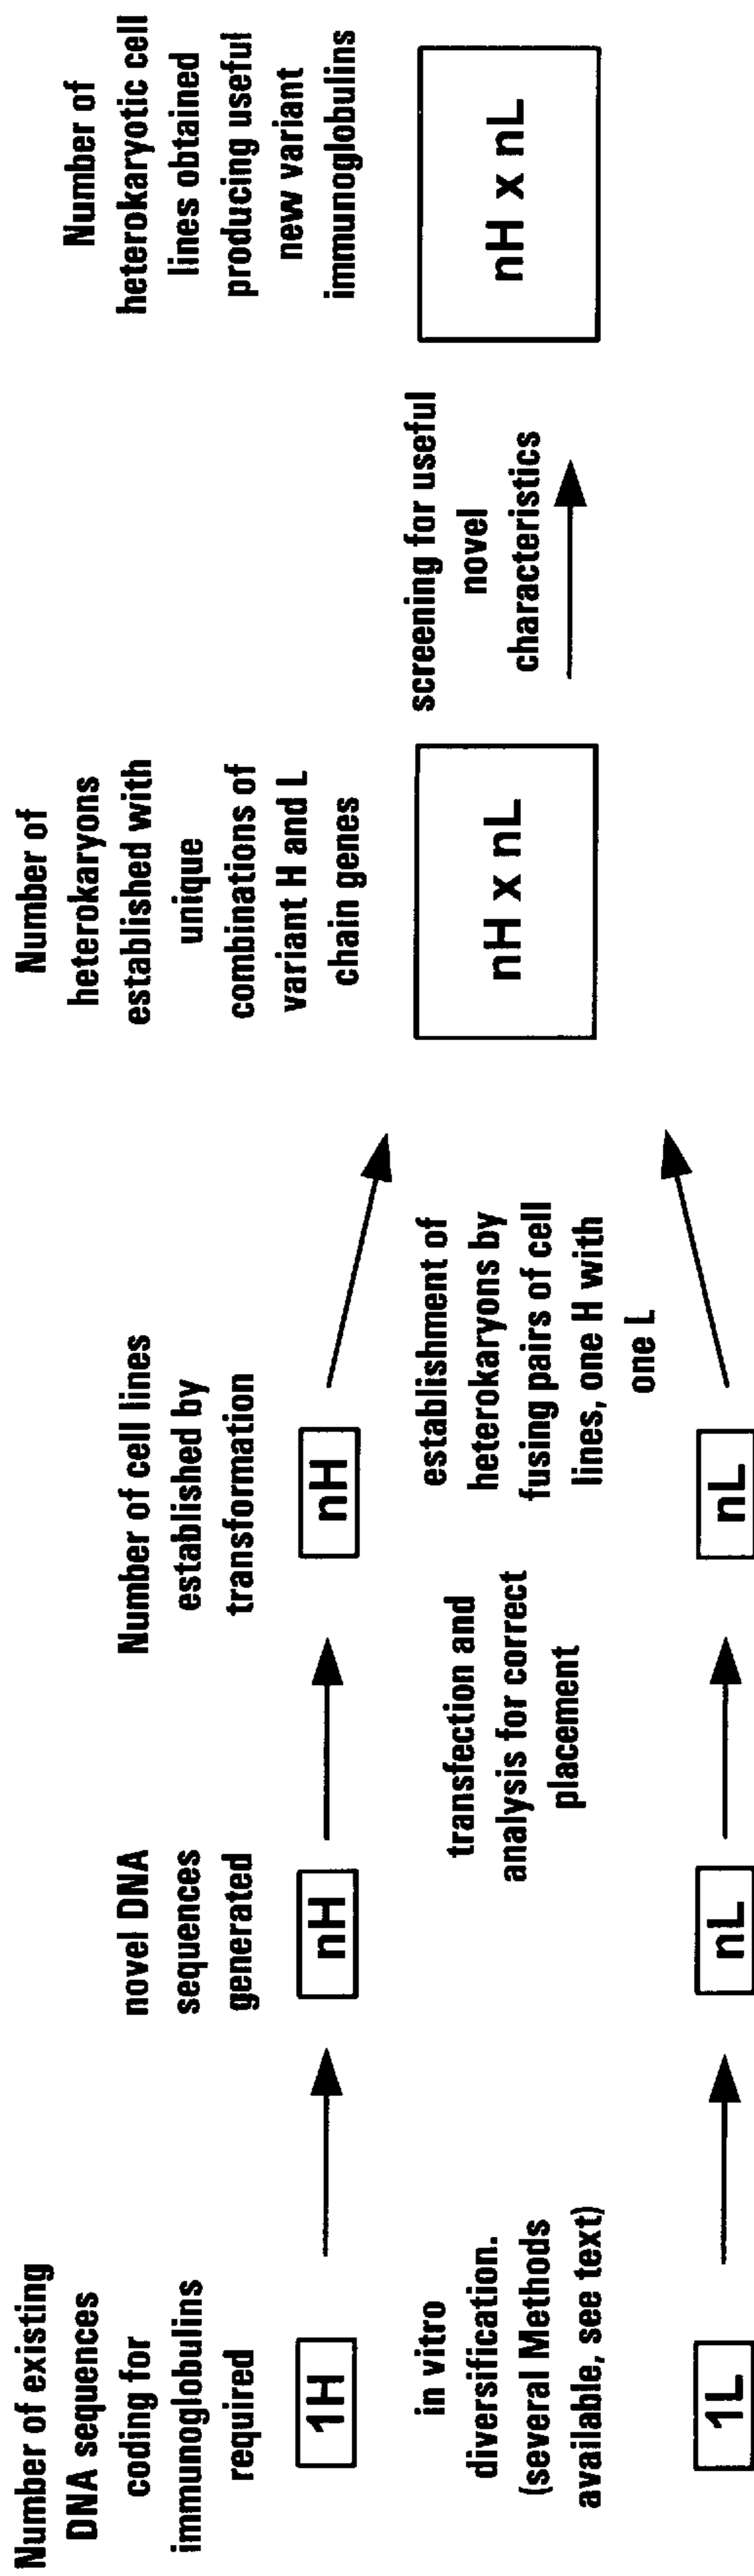 Number of existing
DNA sequences
coding for
immunoglobulins
required
1H
in vitro
diversification.
(several Methods
available, see text)
1L
novel DNA
sequences
generated
nH
nL
transfection and
analysis for correct
placement
Number of cell lines
established by
transformation
nH
nL
establishment of
heterokaryons by
fusing pairs of cell
lines, one H with
one L
Number of
heterokaryons
established with
unique
combinations of
variant H and L
chain genes
nH x nL
screening for useful
novel
characteristics
Number of
heterokaryotic cell
lines obtained
producing useful
new variant
immunoglobulins
nH x nL